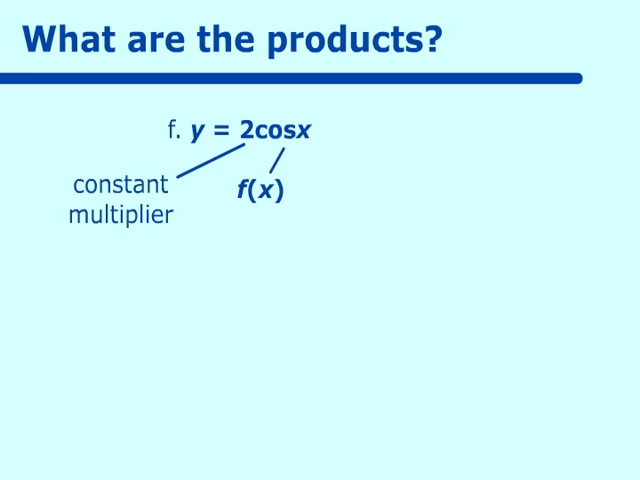 What are the products?
f. y = 2cosx
constant
multiplier
f(x)